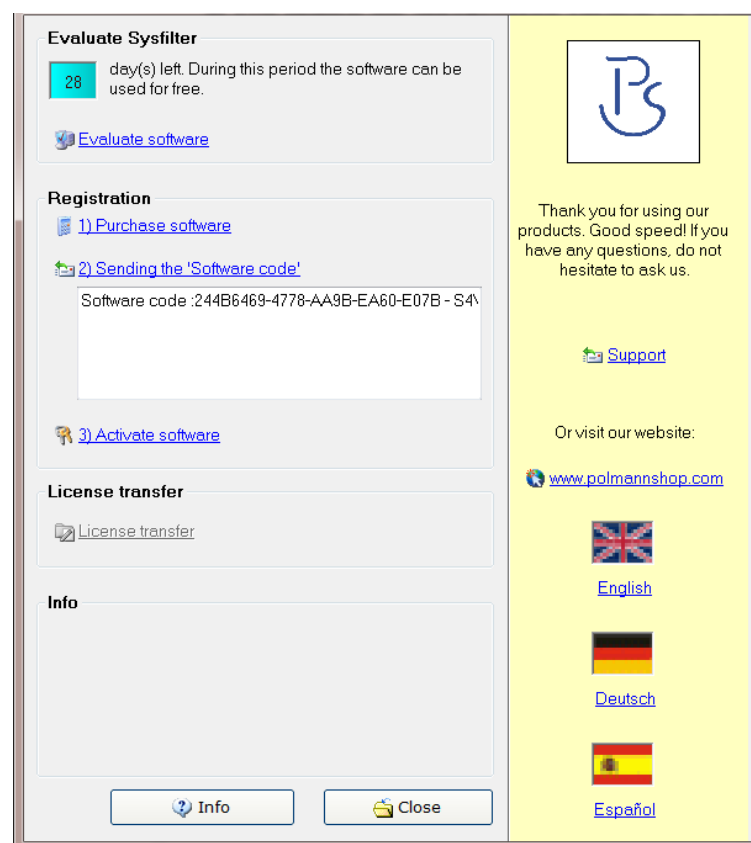 Evaluate Sysfilter
28
day(s) left. During this period the software can be
used for free.
Evaluate software
Registration
1) Purchase software
2) Sending the 'Software code'
Software code :244B6469-4778-AA9B-EA60-E07B - S4
3) Activate software
License transfer
License transfer
Info
Info
Close
PS
Thank you for using our
products. Good speed! If you
have any questions, do not
hesitate to ask us.
Support
Or visit our website:
www.polmannshop.com
English
Deutsch
Español